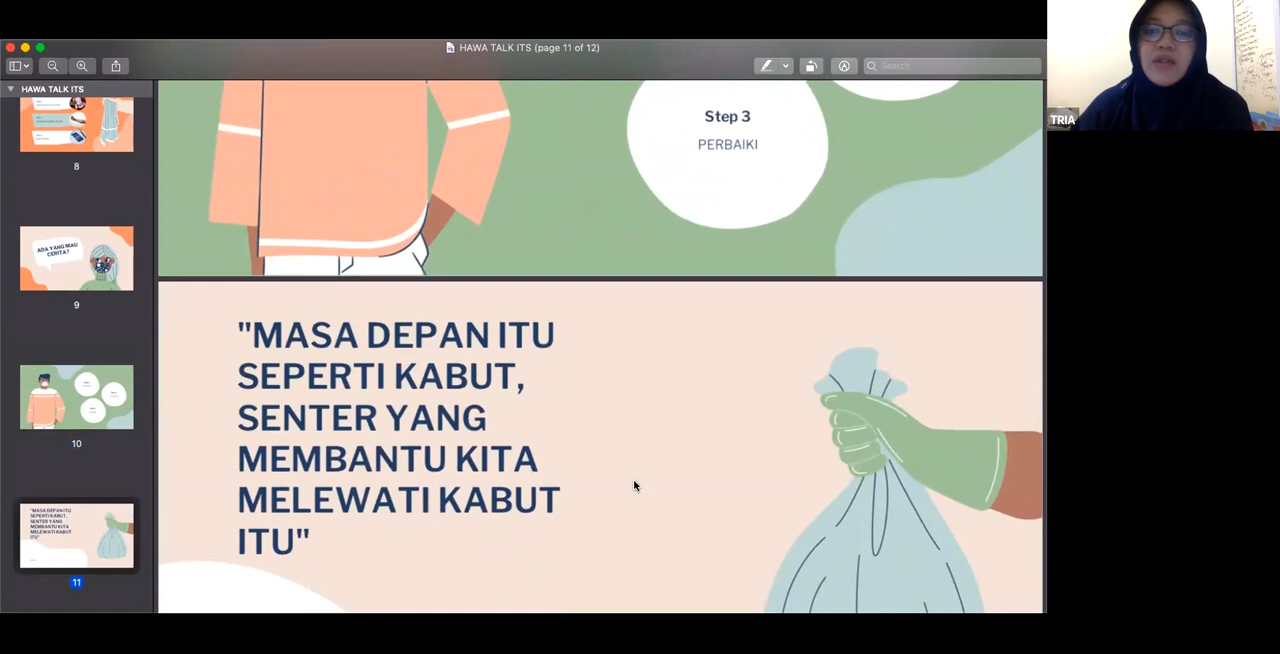 HAWA TALK ITS (page 11 of 12)
Search
HAWA TALK ITS
8
ADA YANG MAU
CERITA?
9
10
"MASA DEPAN ITU
SEPERTI KABUT,
SENTER YANG
MEMBANTU KITA
MELEWATI KABUT
ITU"
11
Step 3
PERBAIKI
"MASA DEPAN ITU
SEPERTI KABUT,
SENTER YANG
MEMBANTU KITA
MELEWATI KABUT
ITU"
TRIA